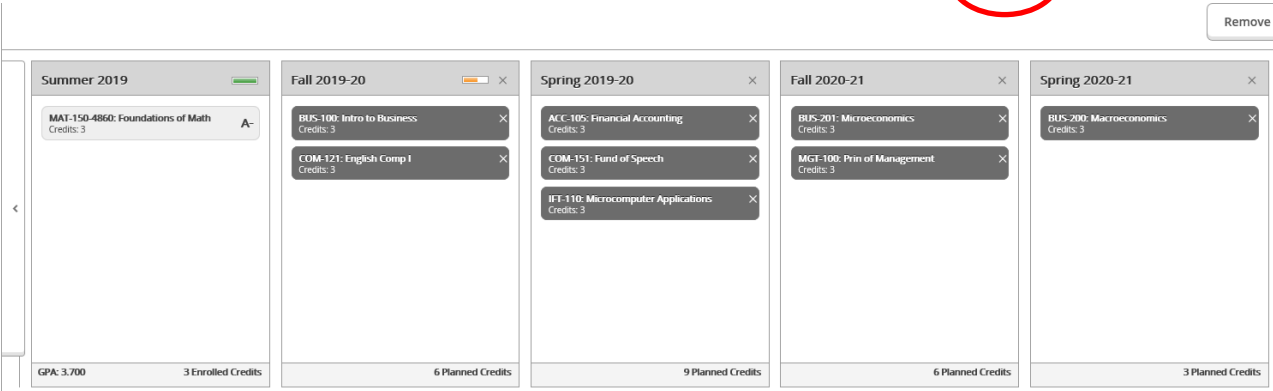 Remove
Summer 2019
MAT-150-4860: Foundations of Math
A-
Credits: 3
GPA: 3.700
3 Enrolled Credits
Fall 2019-20
BUS-100: Intro to Business
Credits: 3
COM-121: English Comp I
Credits: 3
6 Planned Credits
Spring 2019-20
ACC-105: Financial Accounting
Credits: 3
COM-151: Fund of Speech
Credits: 3
IFT-110: Microcomputer Applications
Credits: 3
9 Planned Credits
Fall 2020-21
BUS-201: Microeconomics
Credits: 3
MGT-100: Prin of Management
Credits: 3
6 Planned Credits
Spring 2020-21
BUS-200: Macroeconomics
Credits: 3
3 Planned Credits